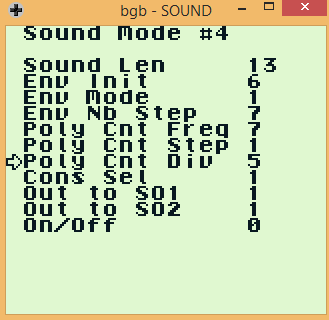 bgb - SOUND
Sound Mode #4
Sound Len 13
Env Init 6
Env Mode 1
Env Nb Step 7
Poly Cnt Freq 7
Poly Cnt Step 1
Poly Cnt Div 5
Cons Sel 1
Out to SO1 1
Out to SO2 1
On/Off 0